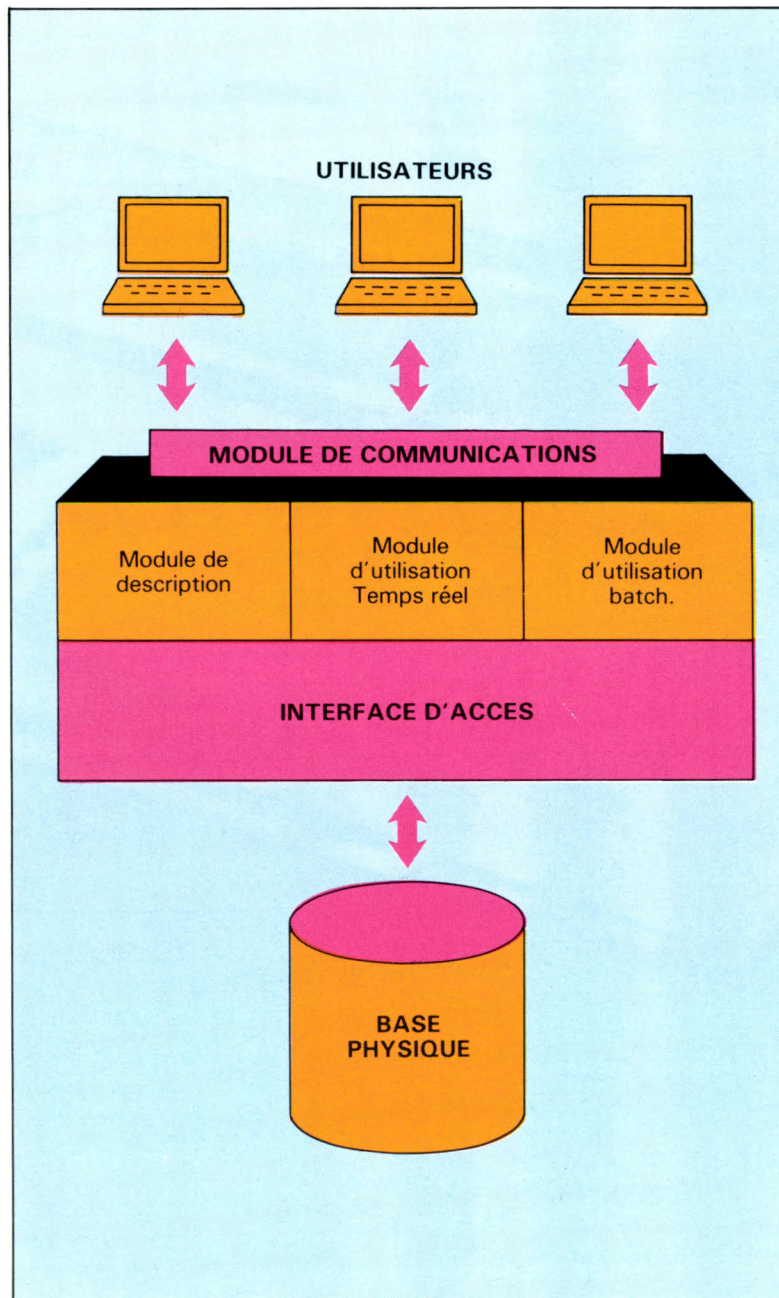 UTILISATEURS
MODULE DE COMMUNICATIONS
Module de
description
Module
d'utilisation
Temps réel
Module
d'utilisation
batch.
INTERFACE D'ACCES
BASE
PHYSIQUE